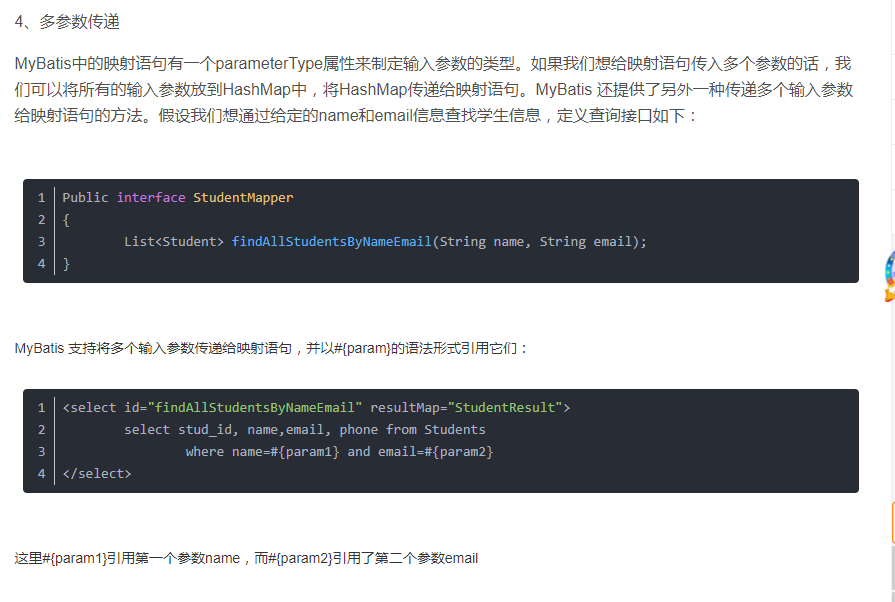 4、多参数传递
MyBatis中的映射语句有一个parameterType属性来制定输入参数的类型。如果我们想给映射语句传入多个参数的话，我
们可以将所有的输入参数放到HashMap中，将HashMap传递给映射语句。MyBatis 还提供了另外一种传递多个输入参数
给映射语句的方法。假设我们想通过给定的name和email信息查找学生信息，定义查询接口如下：
1 Public interface StudentMapper
2 {
3         List<Student> findAllStudentsByNameEmail(String name, String email);
4 }
MyBatis 支持将多个输入参数传递给映射语句，并以#{param}的语法形式引用它们：
1 <select id="findAllStudentsByNameEmail" resultMap="StudentResult">
2         select stud_id, name,email, phone from Students
3                 where name=#{param1} and email=#{param2}
4 </select>
这里#{param1}引用第一个参数name，而#{param2}引用了第二个参数email